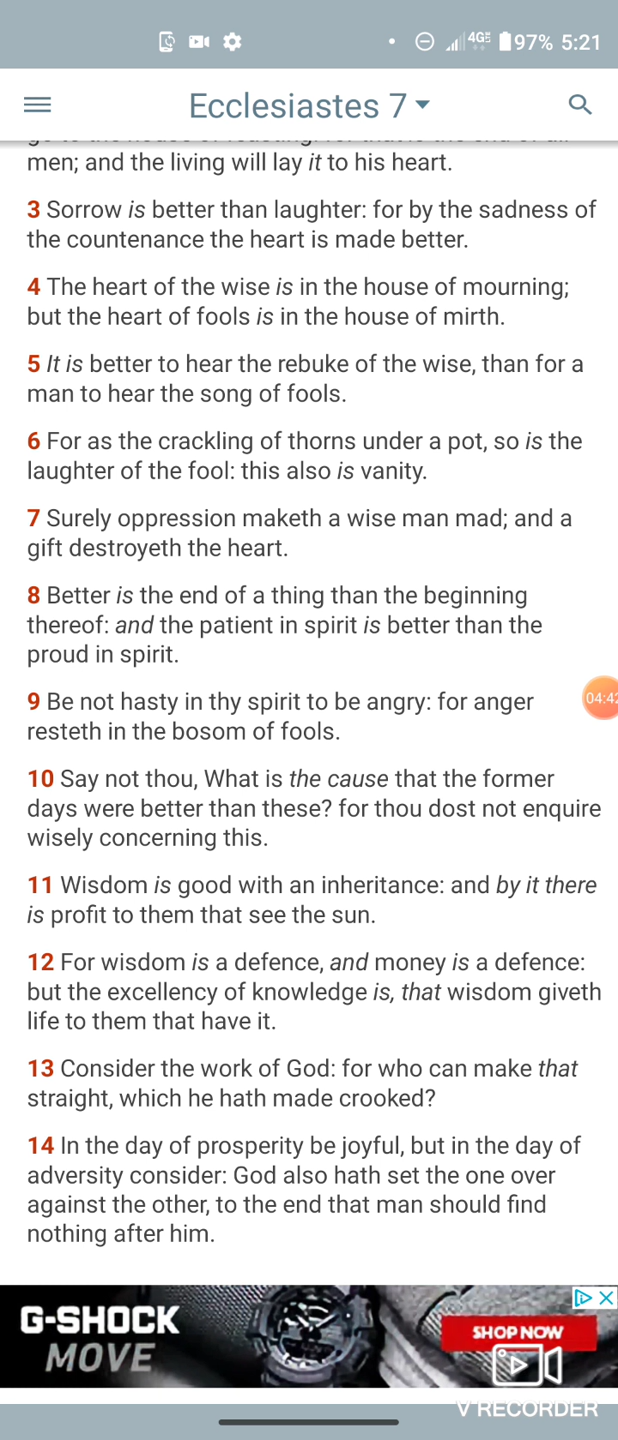 97% 5:21
Ecclesiastes 7
men; and the living will lay it to his heart.
3 Sorrow is better than laughter: for by the sadness of
the countenance the heart is made better.
4 The heart of the wise is in the house of mourning;
but the heart of fools is in the house of mirth.
5 It is better to hear the rebuke of the wise, than for a
man to hear the song of fools.
6 For as the crackling of thorns under a pot, so is the
laughter of the fool: this also is vanity.
7 Surely oppression maketh a wise man mad; and a
gift destroyeth the heart.
8 Better is the end of a thing than the beginning
thereof: and the patient in spirit is better than the
proud in spirit.
9 Be not hasty in thy spirit to be angry: for anger
resteth in the bosom of fools.
10 Say not thou, What is the cause that the former
days were better than these? for thou dost not enquire
wisely concerning this.
11 Wisdom is good with an inheritance: and by it there
is profit to them that see the sun.
12 For wisdom is a defence, and money is a defence:
but the excellency of knowledge is, that wisdom giveth
life to them that have it.
13 Consider the work of God: for who can make that
straight, which he hath made crooked?
14 In the day of prosperity be joyful, but in the day of
adversity consider: God also hath set the one over
against the other, to the end that man should find
nothing after him.
G-SHOCK
MOVE
SHOP NOW
V RECORDER